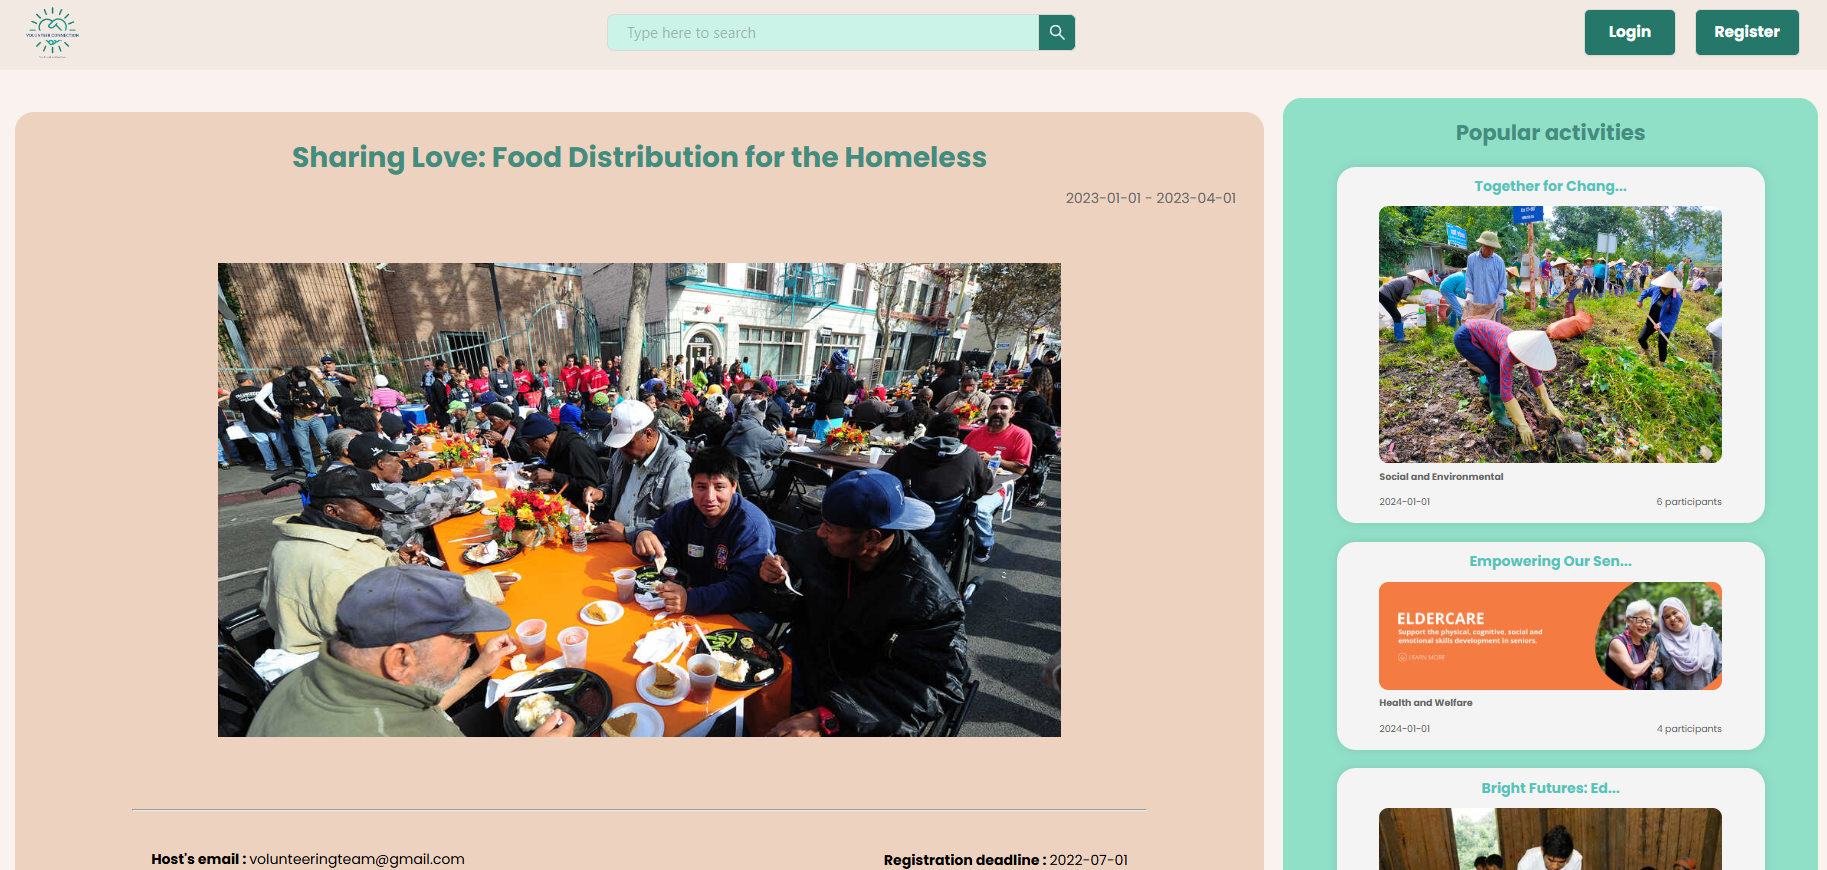 VOLUNTEER CONNECTION
Type here to search
Login
Register
Sharing Love: Food Distribution for the Homeless
2023-01-01 - 2023-04-01
Host's email : volunteeringteam@gmail.com
Registration deadline : 2022-07-01
Popular activities
Together for Chang...
Social and Environmental
2024-01-01
6 participants
Empowering Our Sen...
ELDERCARE
Support the physical, cognitive, social and
emotional skills development in seniors.
LEARN MORE
Health and Welfare
2024-01-01
4 participants
Bright Futures: Ed...